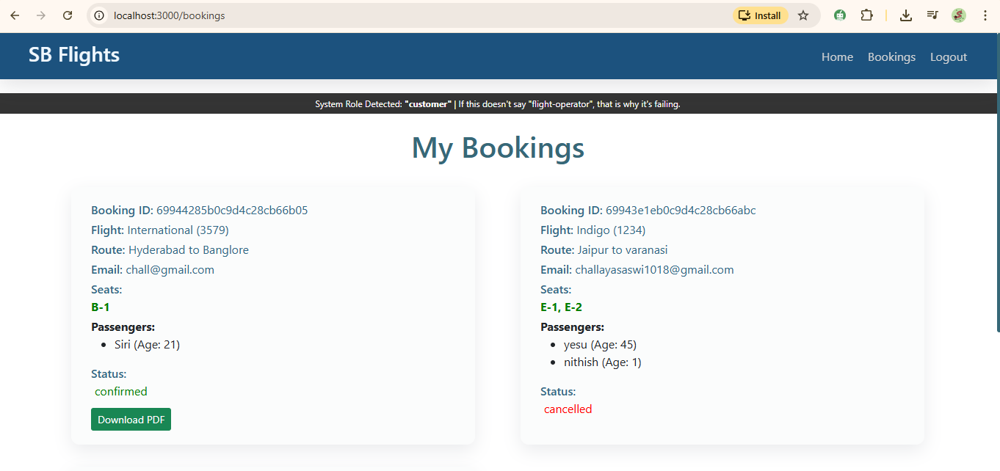 localhost:3000/bookings
Install
SB Flights
Home
Bookings
Logout
System Role Detected: "customer" | If this doesn't say "flight-operator", that is why it's failing.
My Bookings
Booking ID: 69944285b0c9d4c28cb66b05
Flight: International (3579)
Route: Hyderabad to Banglore
Email: chall@gmail.com
Seats:
B-1
Passengers:
• Siri (Age: 21)
Status:
confirmed
Download PDF
Booking ID: 69943e1eb0c9d4c28cb66abc
Flight: Indigo (1234)
Route: Jaipur to varanasi
Email: challayasaswi1018@gmail.com
Seats:
E-1, E-2
Passengers:
• yesu (Age: 45)
• nithish (Age: 1)
Status:
cancelled